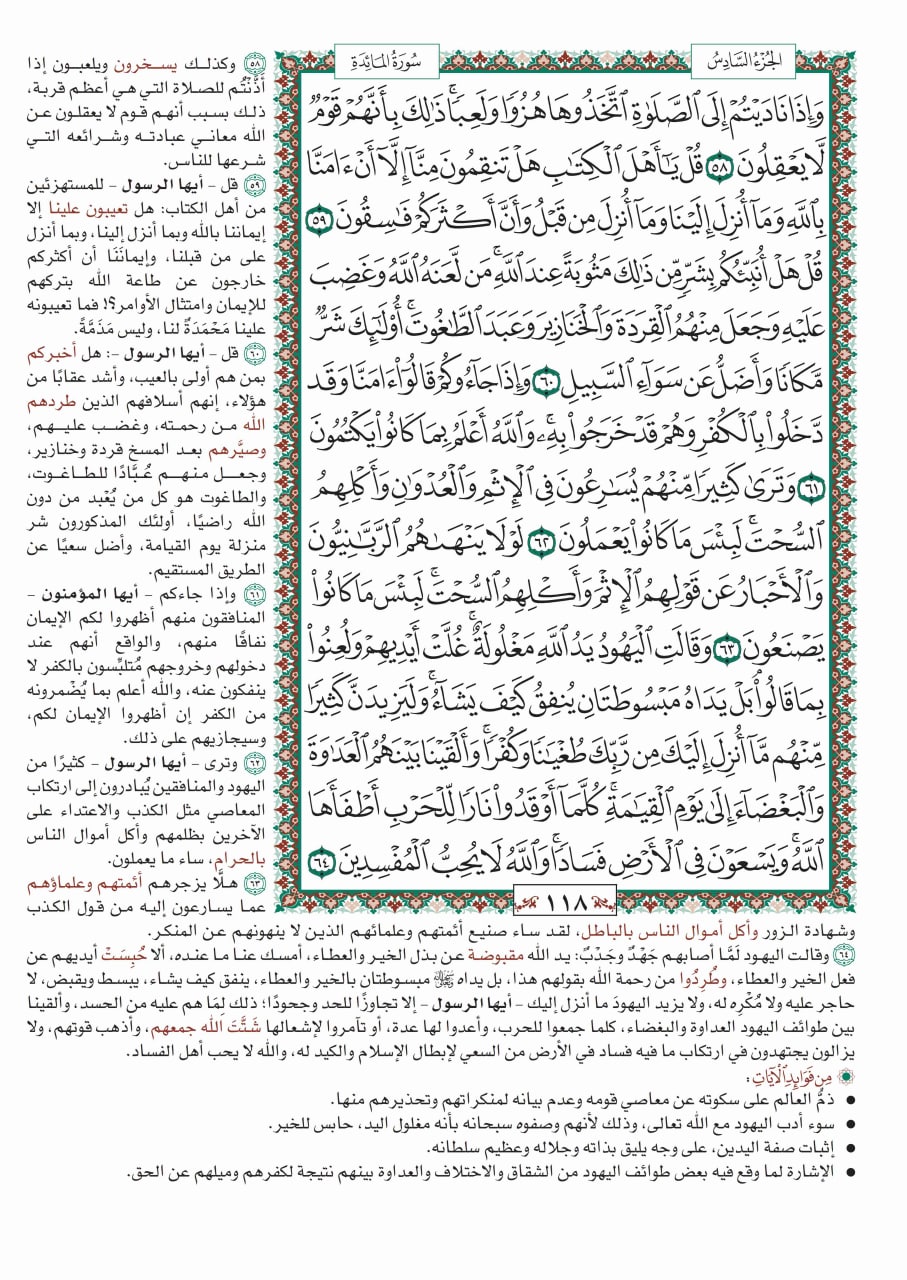 الجُزْءُ السَّادِسُ
سُورَةُ المَائِدَةِ
وَإِذَا نَادَيْتُمْ إِلَى ٱلصَّلَوٰةِ ٱتَّخَذُوهَا هُزُوًا وَلَعِبًاۚ ذَٰلِكَ بِأَنَّهُمْ قَوْمٌ
لَّا يَعْقِلُونَ ٥٨ قُلْ يَٰٓأَهْلَ ٱلْكِتَٰبِ هَلْ تَنقِمُونَ مِنَّآ إِلَّآ أَنْ ءَامَنَّا
بِٱللَّهِ وَمَآ أُنزِلَ إِلَيْنَا وَمَآ أُنزِلَ مِن قَبْلُ وَأَنَّ أَكْثَرَكُمْ فَٰسِقُونَ ٥٩
قُلْ هَلْ أُنَبِّئُكُم بِشَرٍّ مِّن ذَٰلِكَ مَثُوبَةً عِندَ ٱللَّهِۚ مَن لَّعَنَهُ ٱللَّهُ وَغَضِبَ
عَلَيْهِ وَجَعَلَ مِنْهُمُ ٱلْقِرَدَةَ وَٱلْخَنَازِيرَ وَعَبَدَ ٱلطَّٰغُوتَۚ أُو۟لَٰٓئِكَ شَرٌّ
مَّكَانًا وَأَضَلُّ عَن سَوَآءِ ٱلسَّبِيلِ ٦٠ وَإِذَا جَآءُوكُمْ قَالُوٓا۟ ءَامَنَّا وَقَد
دَّخَلُوا۟ بِٱلْكُفْرِ وَهُمْ قَدْ خَرَجُوا۟ بِهِۦۚ وَٱللَّهُ أَعْلَمُ بِمَا كَانُوا۟ يَكْتُمُونَ
٦١ وَتَرَىٰ كَثِيرًا مِّنْهُمْ يُسَٰرِعُونَ فِى ٱلْإِثْمِ وَٱلْعُدْوَٰنِ وَأَكْلِهِمُ
ٱلسُّحْتَۚ لَبِئْسَ مَا كَانُوا۟ يَعْمَلُونَ ٦٢ لَوْلَا يَنْهَىٰهُمُ ٱلرَّبَّٰنِيُّونَ
وَٱلْأَحْبَارُ عَن قَوْلِهِمُ ٱلْإِثْمَ وَأَكْلِهِمُ ٱلسُّحْتَۚ لَبِئْسَ مَا كَانُوا۟
يَصْنَعُونَ ٦٣ وَقَالَتِ ٱلْيَهُودُ يَدُ ٱللَّهِ مَغْلُولَةٌۚ غُلَّتْ أَيْدِيهِمْ وَلُعِنُوا۟
بِمَا قَالُوا۟ۘ بَلْ يَدَاهُ مَبْسُوطَتَانِ يُنفِقُ كَيْفَ يَشَآءُۚ وَلَيَزِيدَنَّ كَثِيرًا
مِّنْهُم مَّآ أُنزِلَ إِلَيْكَ مِن رَّبِّكَ طُغْيَٰنًا وَكُفْرًاۚ وَأَلْقَيْنَا بَيْنَهُمُ ٱلْعَدَٰوَةَ
وَٱلْبَغْضَآءَ إِلَىٰ يَوْمِ ٱلْقِيَٰمَةِۚ كُلَّمَآ أَوْقَدُوا۟ نَارًا لِّلْحَرْبِ أَطْفَأَهَا
ٱللَّهُۚ وَيَسْعَوْنَ فِى ٱلْأَرْضِ فَسَادًاۚ وَٱللَّهُ لَا يُحِبُّ ٱلْمُفْسِدِينَ ٦٤
١١٨
٥٨ وكذلك يسخرون ويلعبون إذا
أذَّنْتُم للصلاة التي هي أعظم قربة،
ذلك بسبب أنهم قوم لا يعقلون عن
الله معاني عبادته وشرائعه التي
شرعها للناس.
٥٩ قل - أيها الرسول - للمستهزئين
من أهل الكتاب: هل تعيبون علينا إلا
إيماننا بالله وبما أنزل إلينا، وبما أنزل
على من قبلنا، وإيمانَنَا أن أكثركم
خارجون عن طاعة الله بتركهم
للإيمان وامتثال الأوامر؟! فما تعيبونه
علينا مَحْمَدَةٌ لنا، وليس مَذَمَّةً.
٦٠ قل - أيها الرسول -: هل أخبركم
بمن هم أولى بالعيب، وأشد عقابًا من
هؤلاء، إنهم أسلافهم الذين طردهم
الله من رحمته، وغضب عليهم،
وصيَّرهم بعد المسخ قردة وخنازير،
وجعل منهم عُبَّادًا للطاغوت،
والطاغوت هو كل من يُعْبد من دون
الله راضيًا، أولئك المذكورون شر
منزلة يوم القيامة، وأضل سعيًا عن
الطريق المستقيم.
٦١ وإذا جاءكم - أيها المؤمنون -
المنافقون منهم أظهروا لكم الإيمان
نفاقًا منهم، والواقع أنهم عند
دخولهم وخروجهم مُتلبِّسون بالكفر لا
ينفكون عنه، والله أعلم بما يُضْمرونه
من الكفر إن أظهروا الإيمان لكم،
وسيجازيهم على ذلك.
٦٢ وترى - أيها الرسول - كثيرًا من
اليهود والمنافقين يُبادرون إلى ارتكاب
المعاصي مثل الكذب والاعتداء على
الآخرين بظلمهم وأكل أموال الناس
بالحرام، ساء ما يعملون.
٦٣ هلَّا يزجرهم أئمتهم وعلماؤهم
عما يسارعون إليه من قول الكذب
وشهادة الزور وأكل أموال الناس بالباطل، لقد ساء صنيع أئمتهم وعلمائهم الذين لا ينهونهم عن المنكر.
٦٤ وقالت اليهود لَمَّا أصابهم جَهْدٌ وجَدْبٌ: يد الله مقبوضة عن بذل الخير والعطاء، أمسك عنا ما عنده، ألا حُبِسَتْ أيديهم عن
فعل الخير والعطاء، وطُرِدُوا من رحمة الله بقولهم هذا، بل يداه ﷻ مبسوطتان بالخير والعطاء، ينفق كيف يشاء، يبسط ويقبض، لا
حاجر عليه ولا مُكْرِه له، ولا يزيد اليهودَ ما أنزل إليك - أيها الرسول - إلا تجاوزًا للحد وجحودًا؛ ذلك لِمَا هم عليه من الحسد، وألقينا
بين طوائف اليهود العداوة والبغضاء، كلما جمعوا للحرب، وأعدوا لها عدة، أو تآمروا لإشعالها شَتَّتَ الله جمعهم، وأذهب قوتهم، ولا
يزالون يجتهدون في ارتكاب ما فيه فساد في الأرض من السعي لإبطال الإسلام والكيد له، والله لا يحب أهل الفساد.
مِن فَوَائِدِ الآيَاتِ:
● ذمُّ العالم على سكوته عن معاصي قومه وعدم بيانه لمنكراتهم وتحذيرهم منها.
● سوء أدب اليهود مع الله تعالى، وذلك لأنهم وصفوه سبحانه بأنه مغلول اليد، حابس للخير.
● إثبات صفة اليدين، على وجه يليق بذاته وجلاله وعظيم سلطانه.
● الإشارة لما وقع فيه بعض طوائف اليهود من الشقاق والاختلاف والعداوة بينهم نتيجة لكفرهم وميلهم عن الحق.